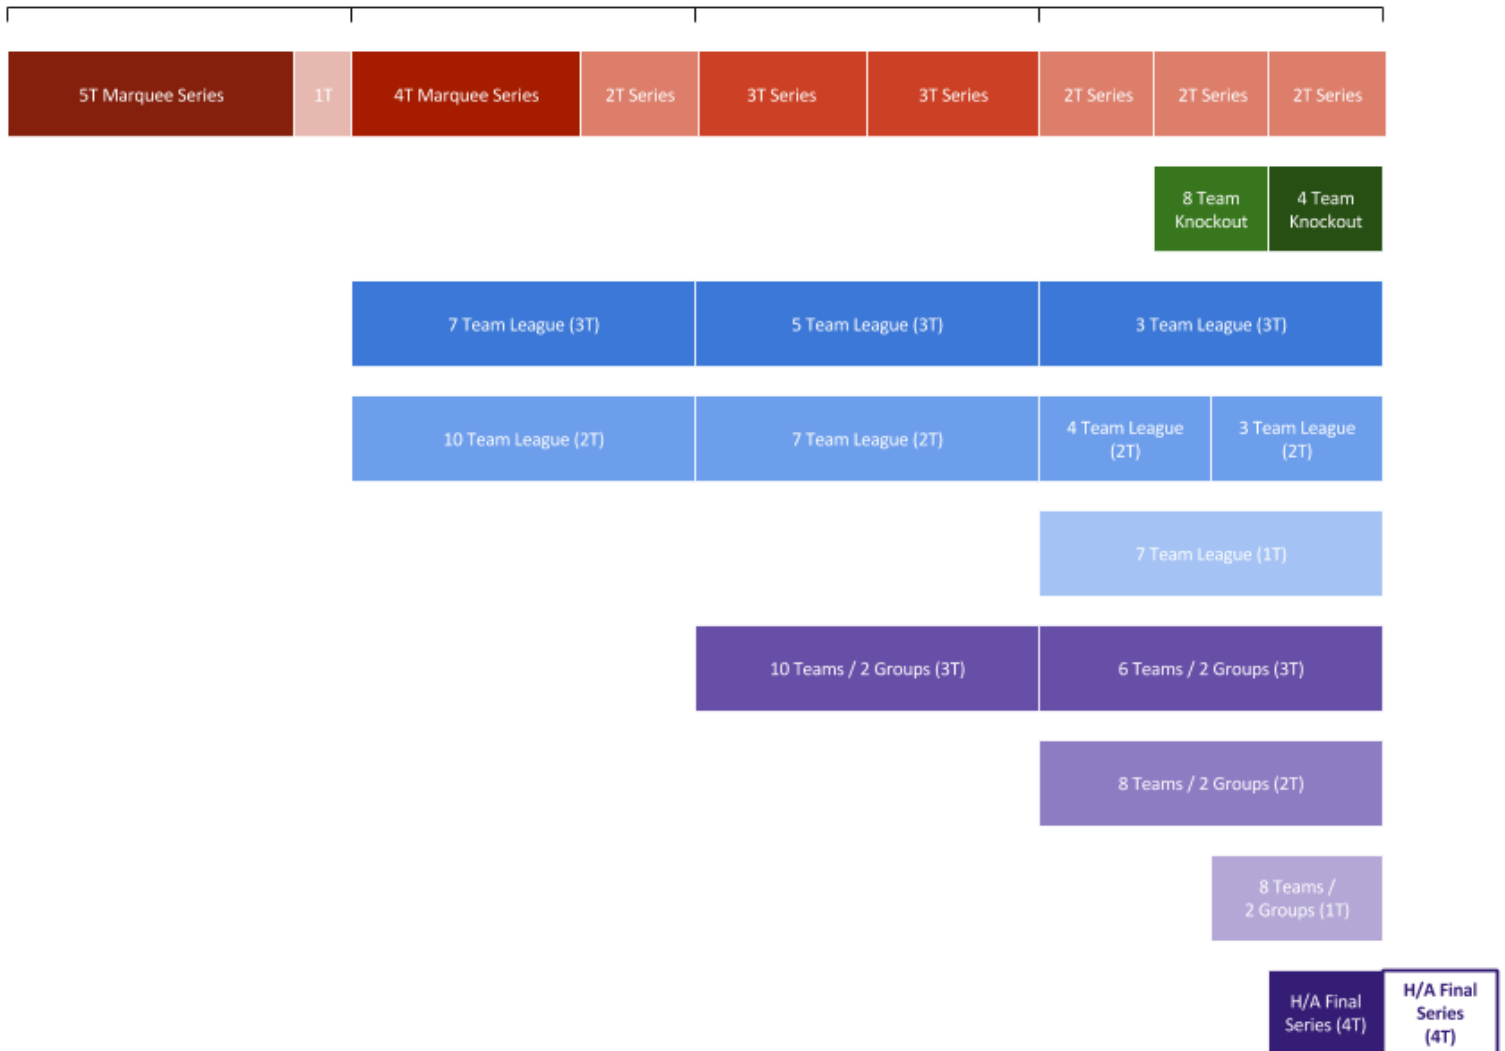 5T Marquee Series
1T
4T Marquee Series
2T Series
3T Series
3T Series
2T Series
2T Series
2T Series
8 Team
Knockout
4 Team
Knockout
7 Team League (3T)
5 Team League (3T)
3 Team League (3T)
10 Team League (2T)
7 Team League (2T)
4 Team League
(2T)
3 Team League
(2T)
7 Team League (1T)
10 Teams / 2 Groups (3T)
6 Teams / 2 Groups (3T)
8 Teams / 2 Groups (2T)
8 Teams /
2 Groups (1T)
H/A Final
Series (4T)
H/A Final
Series
(4T)